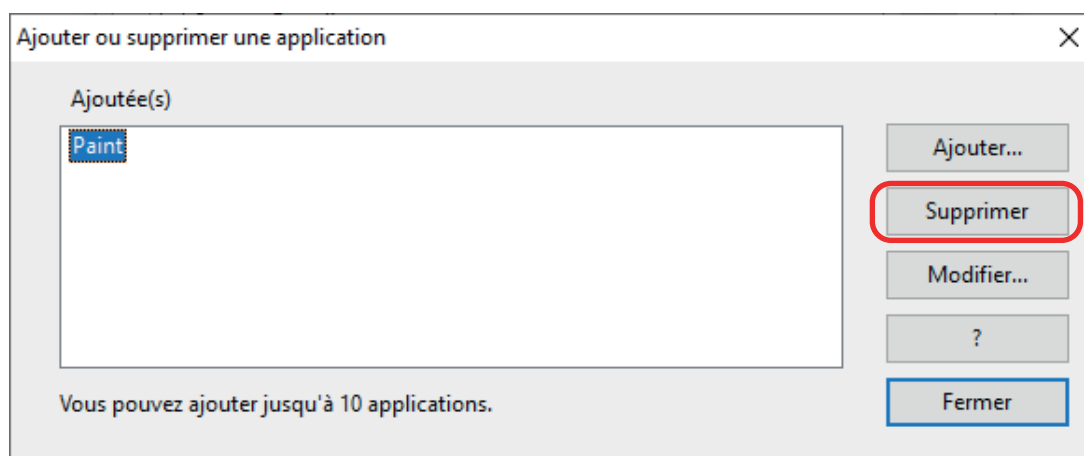 Ajouter ou supprimer une application
Ajoutée(s)
Paint
Ajouter...
Supprimer
Modifier...
?
Vous pouvez ajouter jusqu'à 10 applications.
Fermer